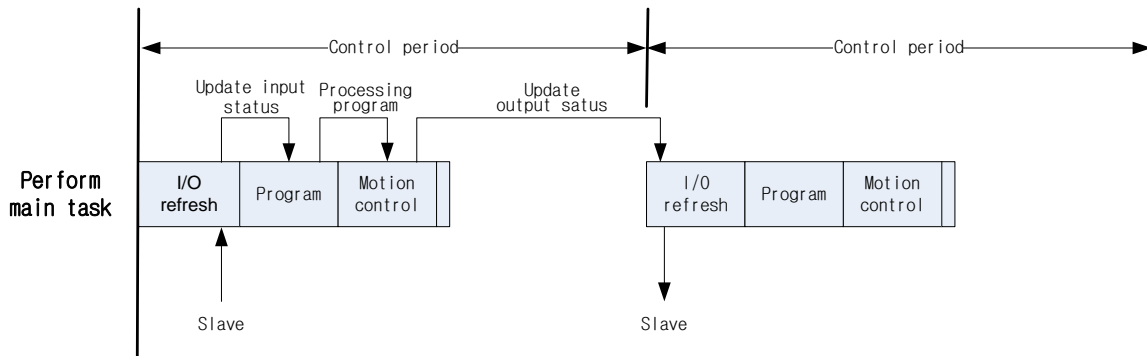 Control period
Control period
Update input
status
Processing
program
Update
output satus
Perform
main task
I/O
refresh
Program
Motion
control
I/O
refresh
Program
Motion
control
Slave
Slave